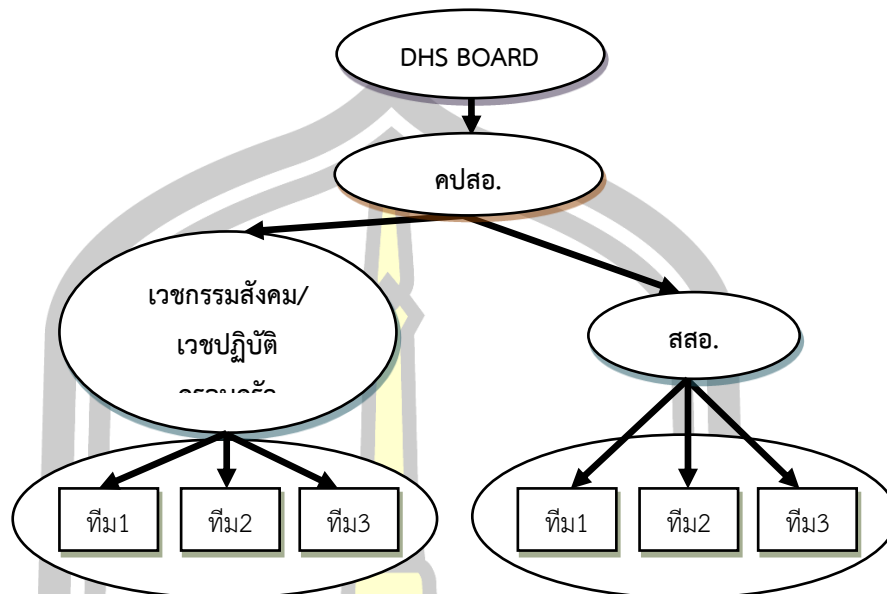 DHS BOARD
คปสอ.
เวชกรรมสังคม/
เวชปฏิบัติ
สสอ.
ทีม1
ทีม2
ทีม3
ทีม1
ทีม2
ทีม3